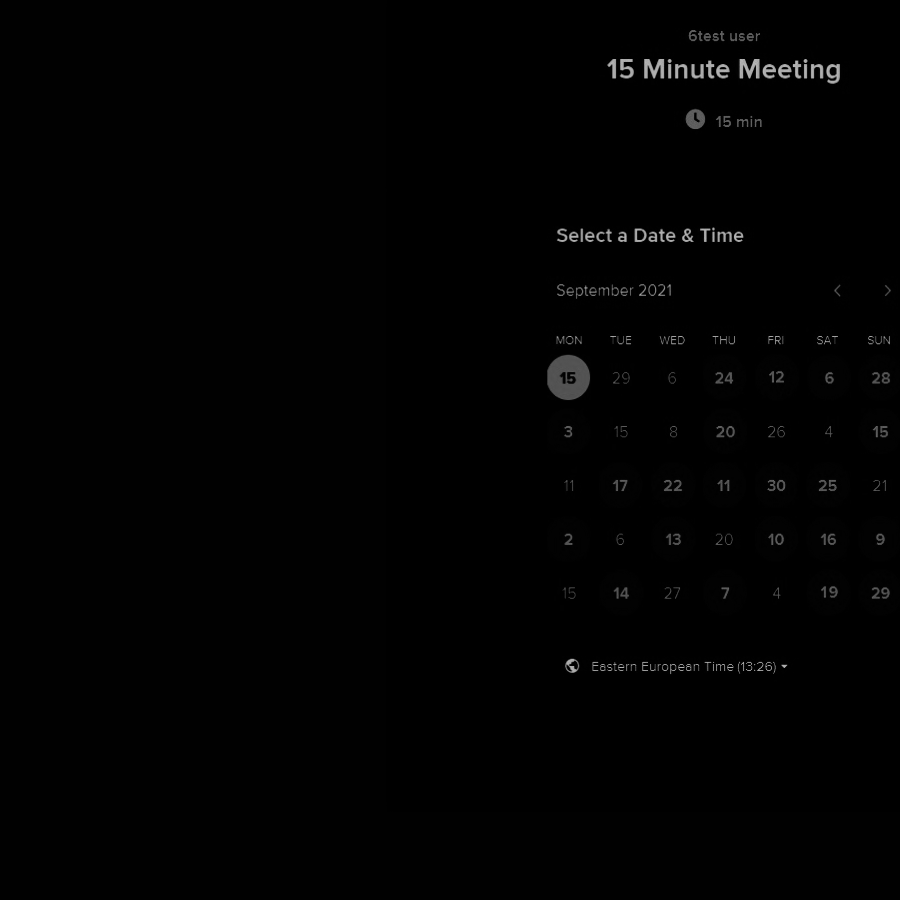 6test user
15 Minute Meeting
15 min
Select a Date & Time
September 2021
MON TUE WED THU FRI SAT SUN
15 29 6 24 12 6 28
3 15 8 20 26 4 15
11 17 22 11 30 25 21
2 6 13 20 10 16 9
15 14 27 7 4 19 29
Eastern European Time (13:26)